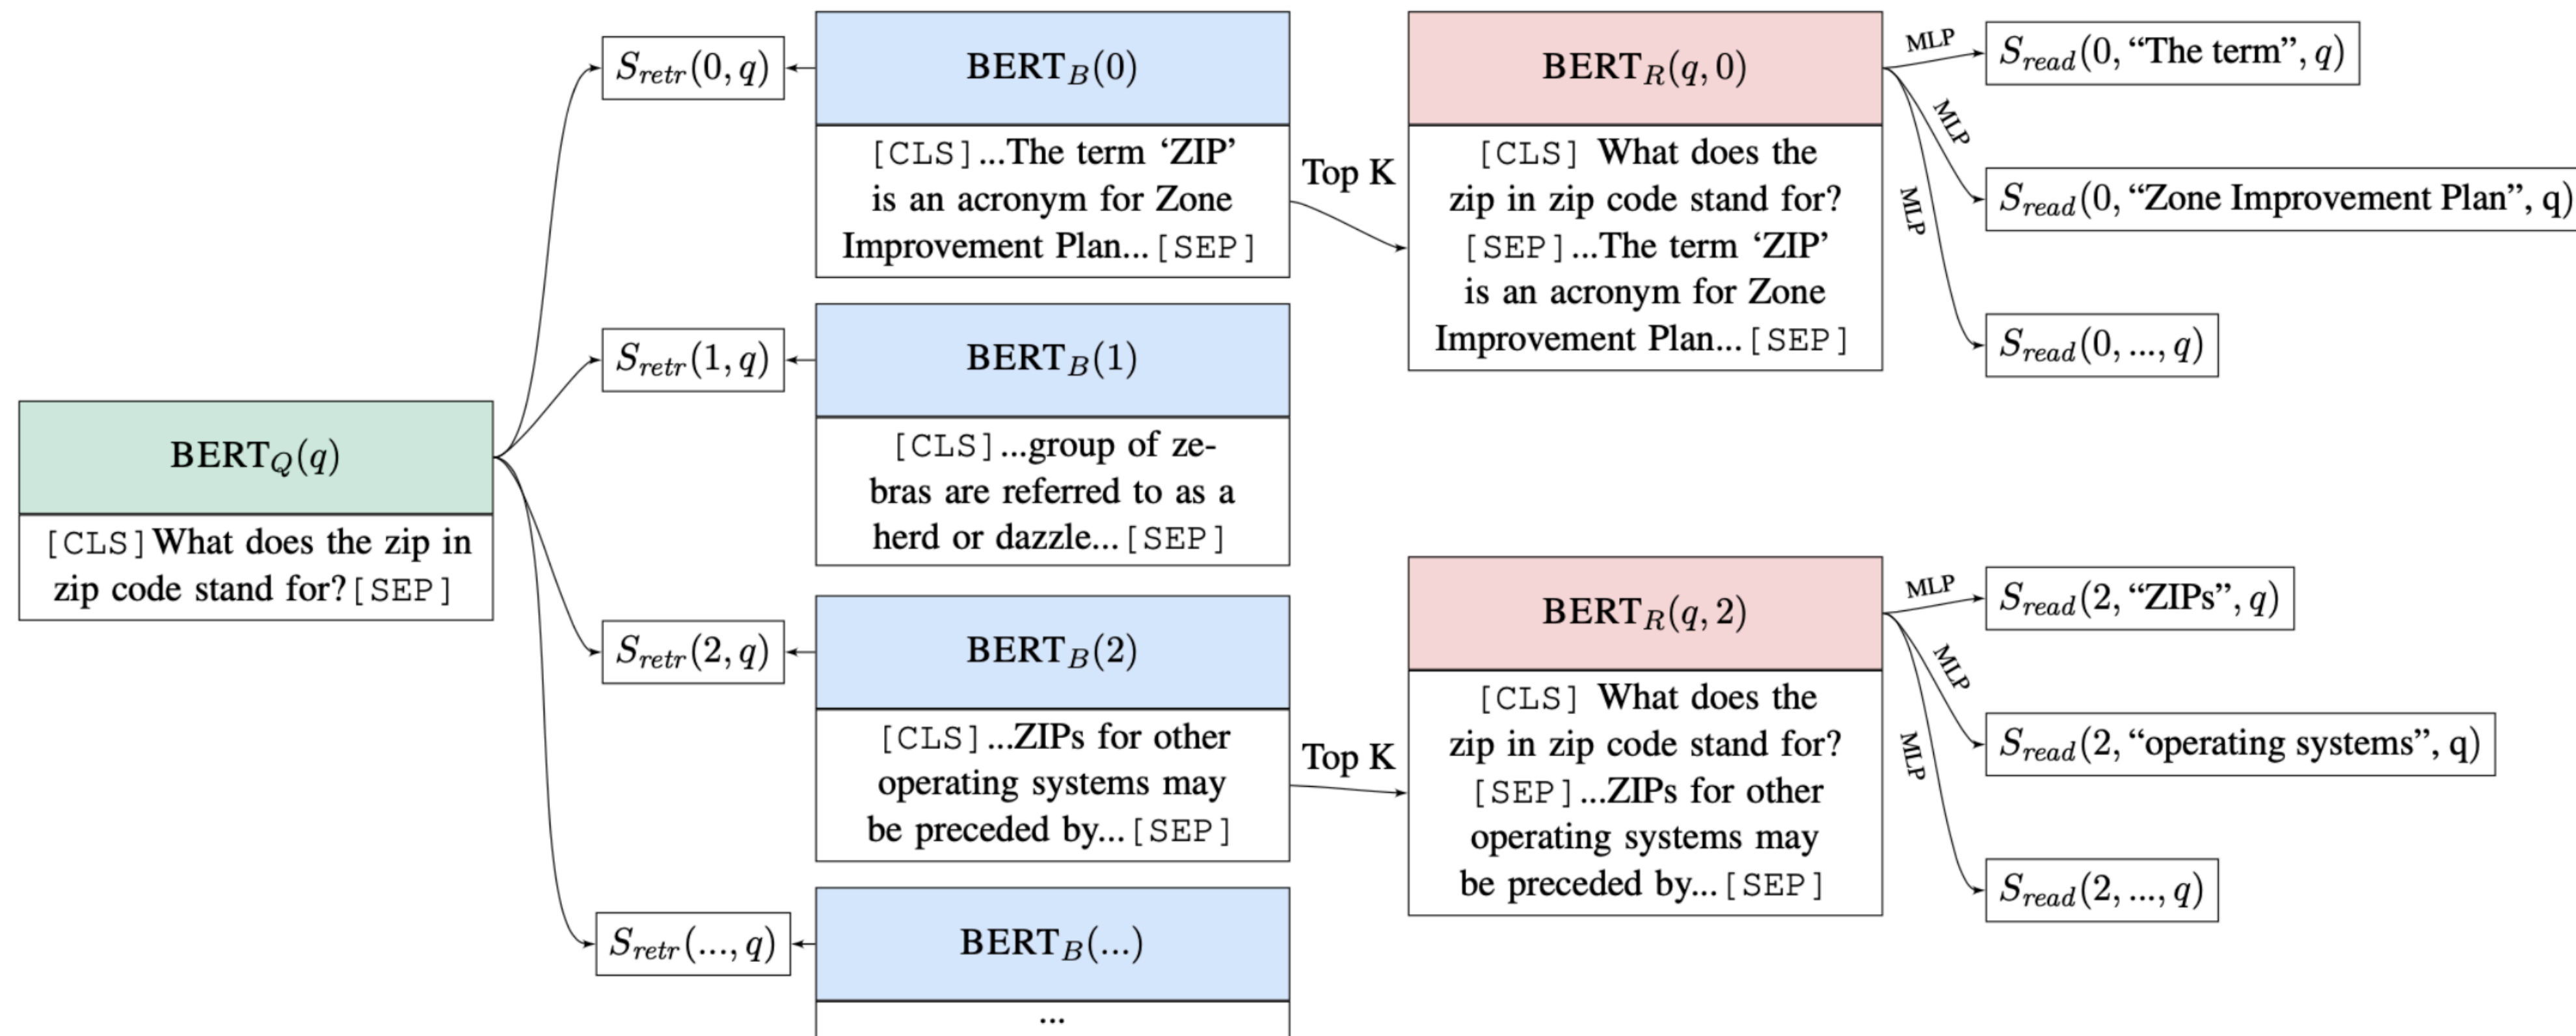 BERT_Q(q)
[CLS]What does the zip in
zip code stand for?[SEP]
S_retr(0, q)
S_retr(1, q)
S_retr(2, q)
S_retr(..., q)
BERT_B(0)
[CLS]...The term ‘ZIP’
is an acronym for Zone
Improvement Plan...[SEP]
BERT_B(1)
[CLS]...group of ze-
bras are referred to as a
herd or dazzle...[SEP]
BERT_B(2)
[CLS]...ZIPs for other
operating systems may
be preceded by...[SEP]
BERT_B(...)
...
Top K
Top K
BERT_R(q, 0)
[CLS] What does the
zip in zip code stand for?
[SEP]...The term ‘ZIP’
is an acronym for Zone
Improvement Plan...[SEP]
MLP
MLP
MLP
S_read(0, “The term”, q)
S_read(0, “Zone Improvement Plan”, q)
S_read(0, ..., q)
BERT_R(q, 2)
[CLS] What does the
zip in zip code stand for?
[SEP]...ZIPs for other
operating systems may
be preceded by...[SEP]
MLP
MLP
MLP
S_read(2, “ZIPs”, q)
S_read(2, “operating systems”, q)
S_read(2, ..., q)